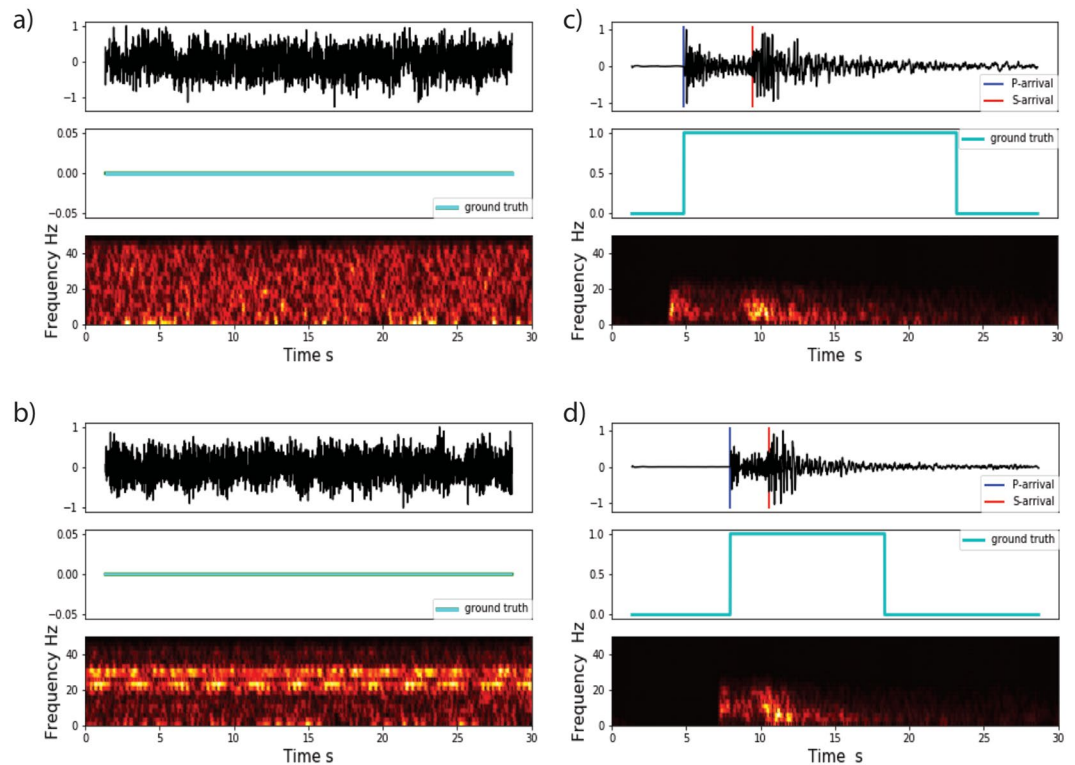 a)
1
0
−1
0.05
0.00
−0.05
ground truth
Frequency Hz
40
20
0
0 5 10 15 20 25 30
Time s
c)
1
0
−1
P-arrival
S-arrival
1.0
0.5
0.0
ground truth
Frequency Hz
40
20
0
0 5 10 15 20 25 30
Time s
b)
1
0
−1
0.05
0.00
−0.05
ground truth
Frequency Hz
40
20
0
0 5 10 15 20 25 30
Time s
d)
1
0
−1
P-arrival
S-arrival
1.0
0.5
0.0
ground truth
Frequency Hz
40
20
0
0 5 10 15 20 25 30
Time s